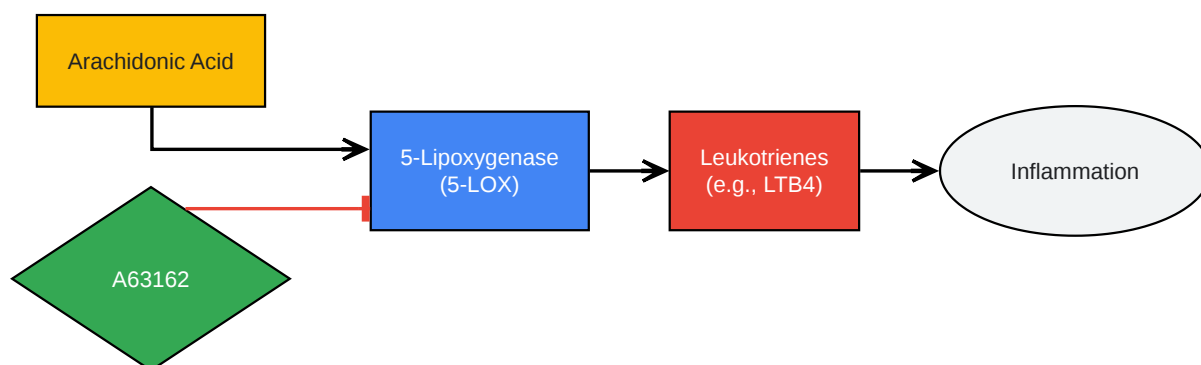 Arachidonic Acid
5-Lipoxygenase
(5-LOX)
Leukotrienes
(e.g., LTB4)
Inflammation
A63162